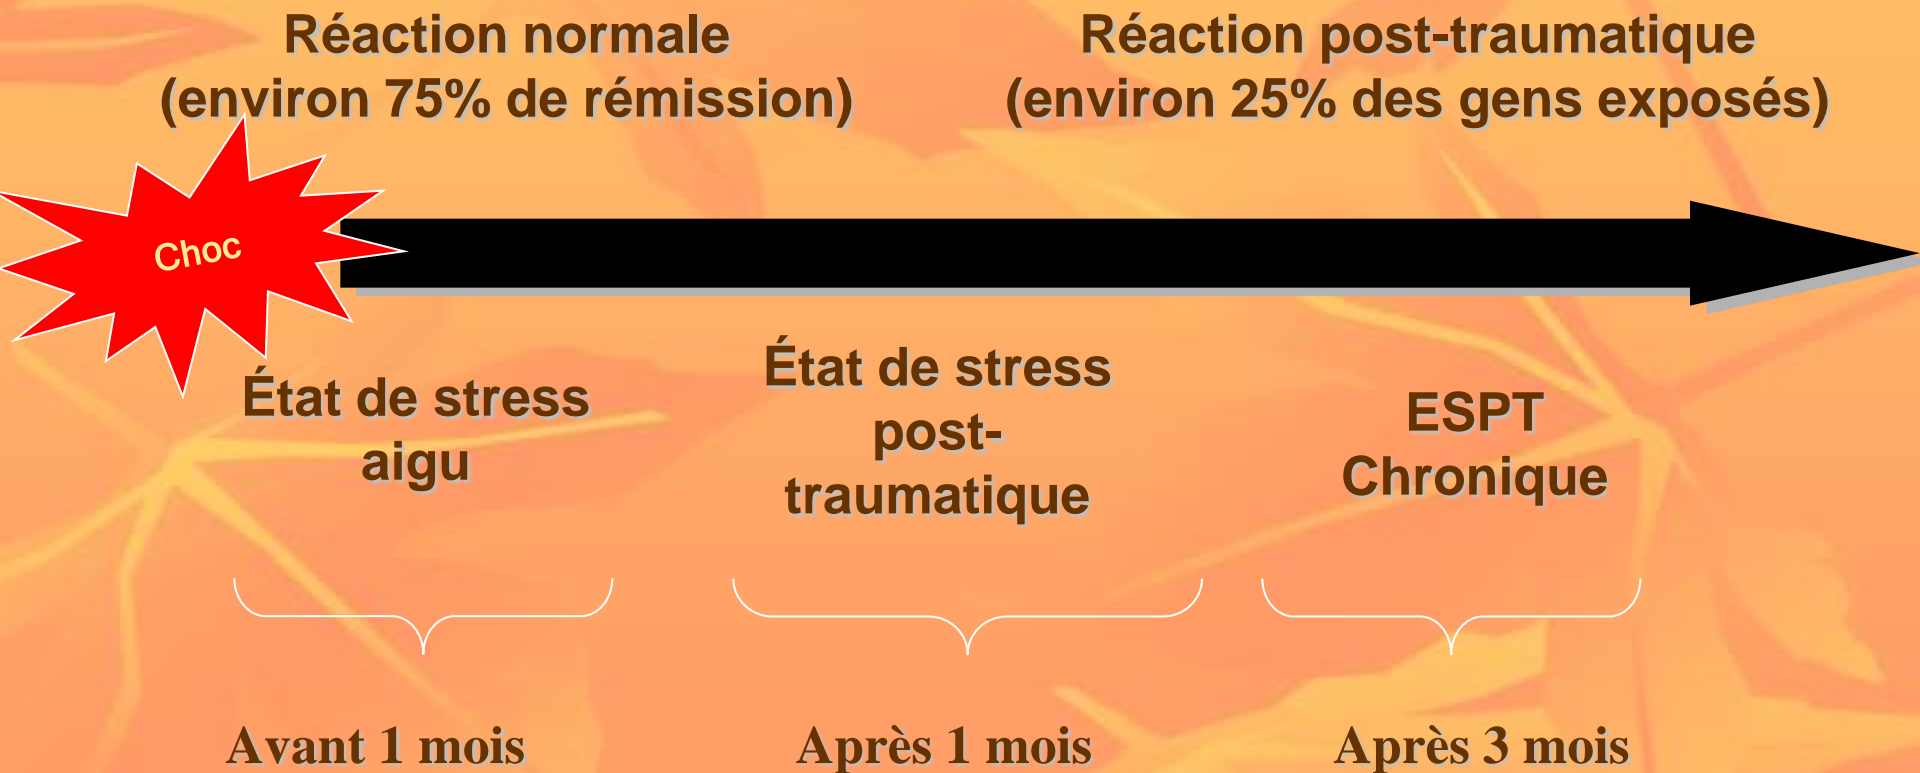 Réaction normale
(environ 75% de rémission)
Réaction post-traumatique
(environ 25% des gens exposés)
Choc
État de stress
aigu
État de stress
post-
traumatique
ESPT
Chronique
Avant 1 mois
Après 1 mois
Après 3 mois